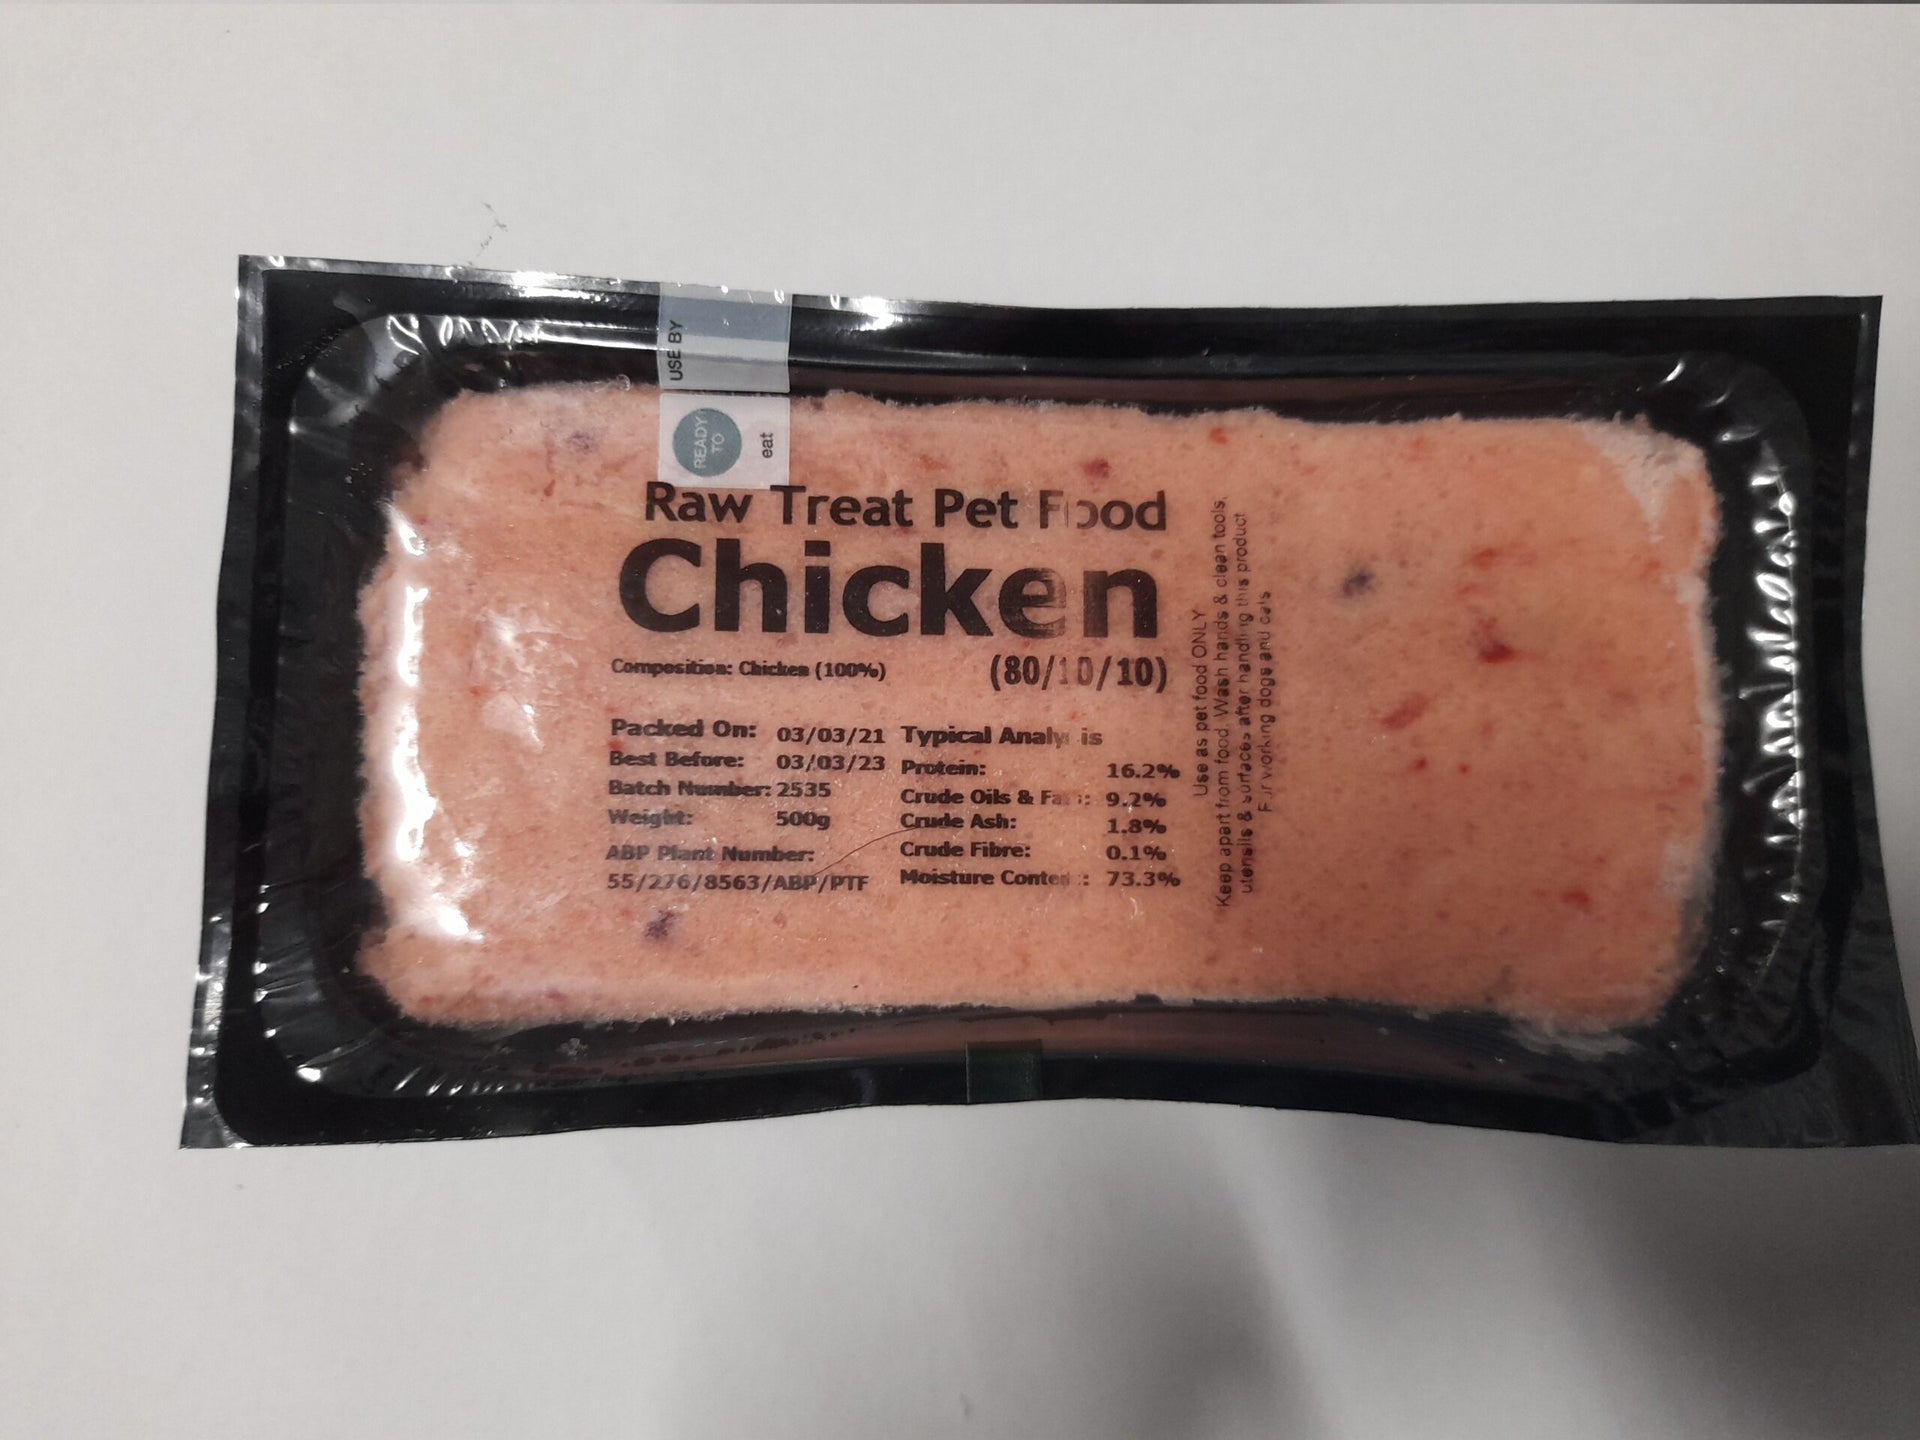 USE BY
READY
TO
eat
Raw Treat Pet Food
Chicken
Composition: Chicken (100%)
(80/10/10)
Packed On: 03/03/21
Best Before: 03/03/23
Batch Number: 2535
Weight: 500g
ABP Plant Number:
55/276/8563/ABP/PTF
Typical Analysis
Protein: 16.2%
Crude Oils & Fats: 9.2%
Crude Ash: 1.8%
Crude Fibre: 0.1%
Moisture Content: 73.3%
Use as pet food ONLY
Keep apart from food. Wash hands & clean tools,
utensils & surfaces after handling this product
For working dogs and cats